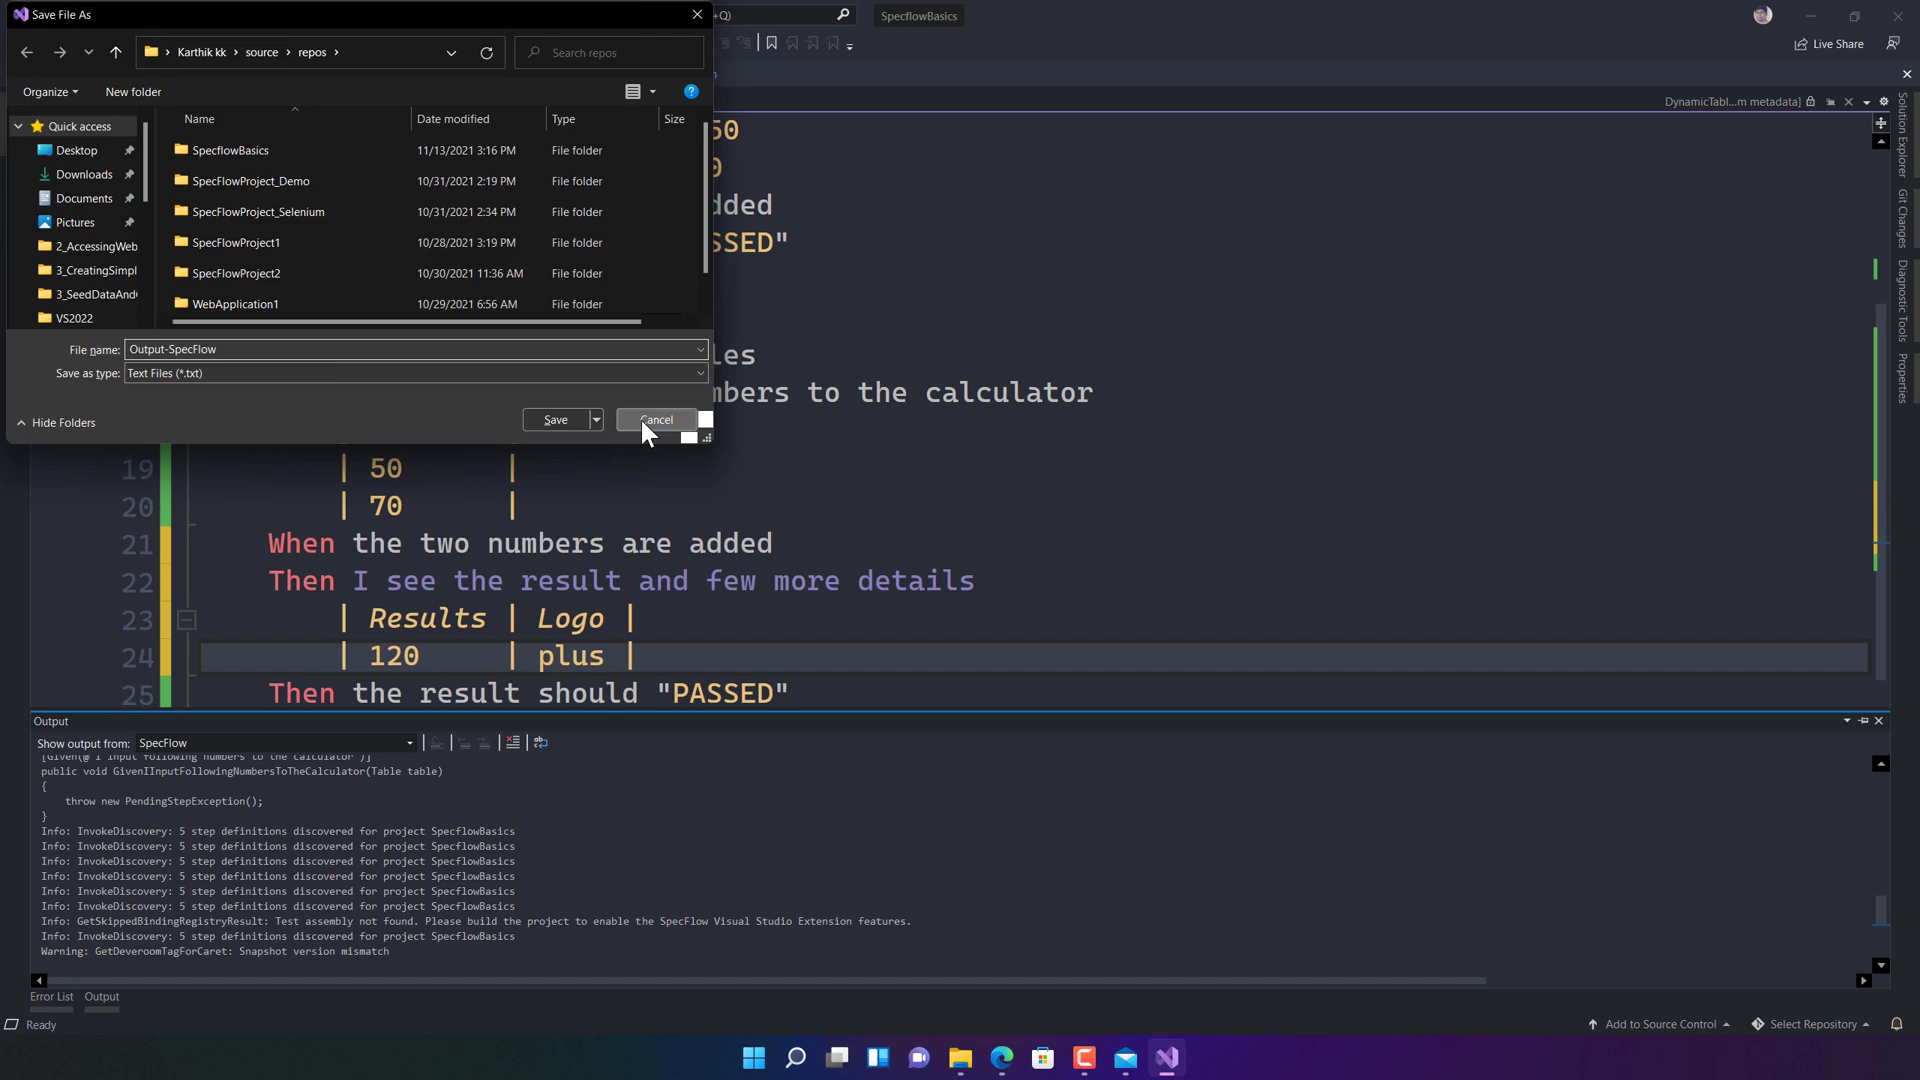 Save File As
+Q)
SpecflowBasics
Karthik kk
source
repos
Search repos
Live Share
Organize
New folder
DynamicTabl...m metadata]
Name
Date modified
Type
Size
Quick access
Desktop
Downloads
Documents
Pictures
2_AccessingWeb
3_CreatingSimpl
3_SeedDataAnd
VS2022
SpecflowBasics 11/13/2021 3:16 PM File folder
SpecFlowProject_Demo 10/31/2021 2:19 PM File folder
SpecFlowProject_Selenium 10/31/2021 2:34 PM File folder
SpecFlowProject1 10/28/2021 3:19 PM File folder
SpecFlowProject2 10/30/2021 11:36 AM File folder
WebApplication1 10/29/2021 6:56 AM File folder
File name: Output-SpecFlow
Save as type: Text Files (*.txt)
Hide Folders
Save
Cancel
50
0
dded
SSED"
les
mbers to the calculator
19 | 50 |
20 | 70 |
21 When the two numbers are added
22 Then I see the result and few more details
23 | Results | Logo |
24 | 120 | plus |
25 Then the result should "PASSED"
Solution Explorer
Git Changes
Diagnostic Tools
Properties
Output
Show output from: SpecFlow
[Given(@"I input following numbers to the calculator")]
public void GivenIInputFollowingNumbersToTheCalculator(Table table)
{
throw new PendingStepException();
}
Info: InvokeDiscovery: 5 step definitions discovered for project SpecflowBasics
Info: InvokeDiscovery: 5 step definitions discovered for project SpecflowBasics
Info: InvokeDiscovery: 5 step definitions discovered for project SpecflowBasics
Info: InvokeDiscovery: 5 step definitions discovered for project SpecflowBasics
Info: InvokeDiscovery: 5 step definitions discovered for project SpecflowBasics
Info: InvokeDiscovery: 5 step definitions discovered for project SpecflowBasics
Info: GetSkippedBindingRegistryResult: Test assembly not found. Please build the project to enable the SpecFlow Visual Studio Extension features.
Info: InvokeDiscovery: 5 step definitions discovered for project SpecflowBasics
Warning: GetDeveroomTagForCaret: Snapshot version mismatch
Error List
Output
Ready
Add to Source Control
Select Repository